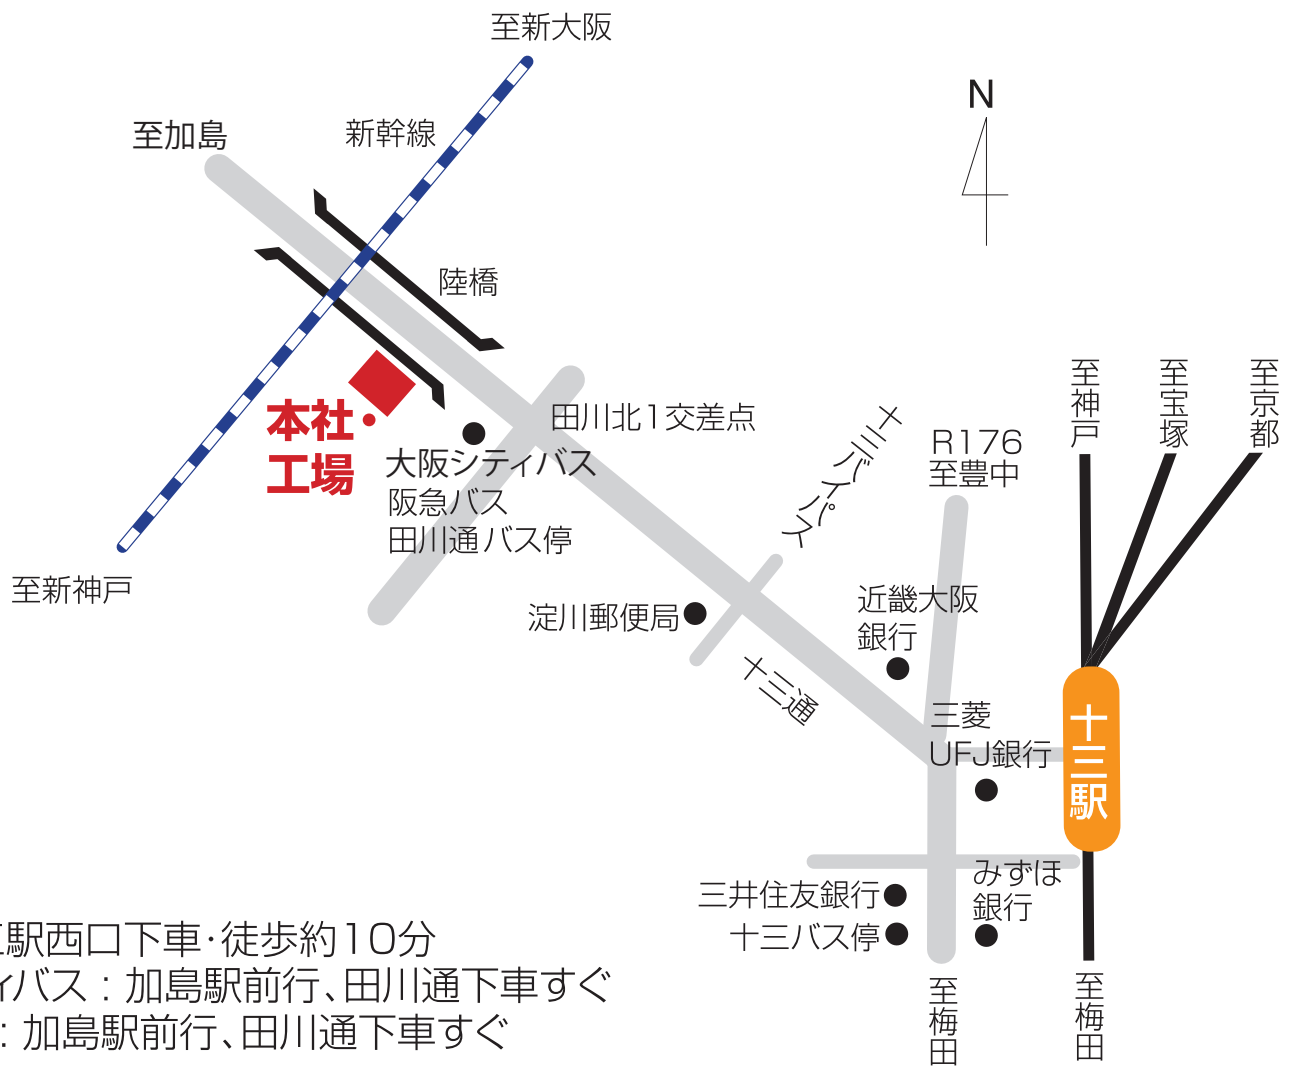 至新大阪
N
至加島
新幹線
陸橋
本社
工場
田川北1交差点
大阪シティバス
阪急バス
田川通バス停
至新神戸
十三バイパス
R176
至豊中
至神戸
至宝塚
至京都
淀川郵便局
近畿大阪
銀行
十三通
三菱
UFJ銀行
十三駅
みずほ
銀行
三井住友銀行
十三バス停
至梅田
至梅田
駅西口下車・徒歩約10分
ィバス：加島駅前行、田川通下車すぐ
：加島駅前行、田川通下車すぐ